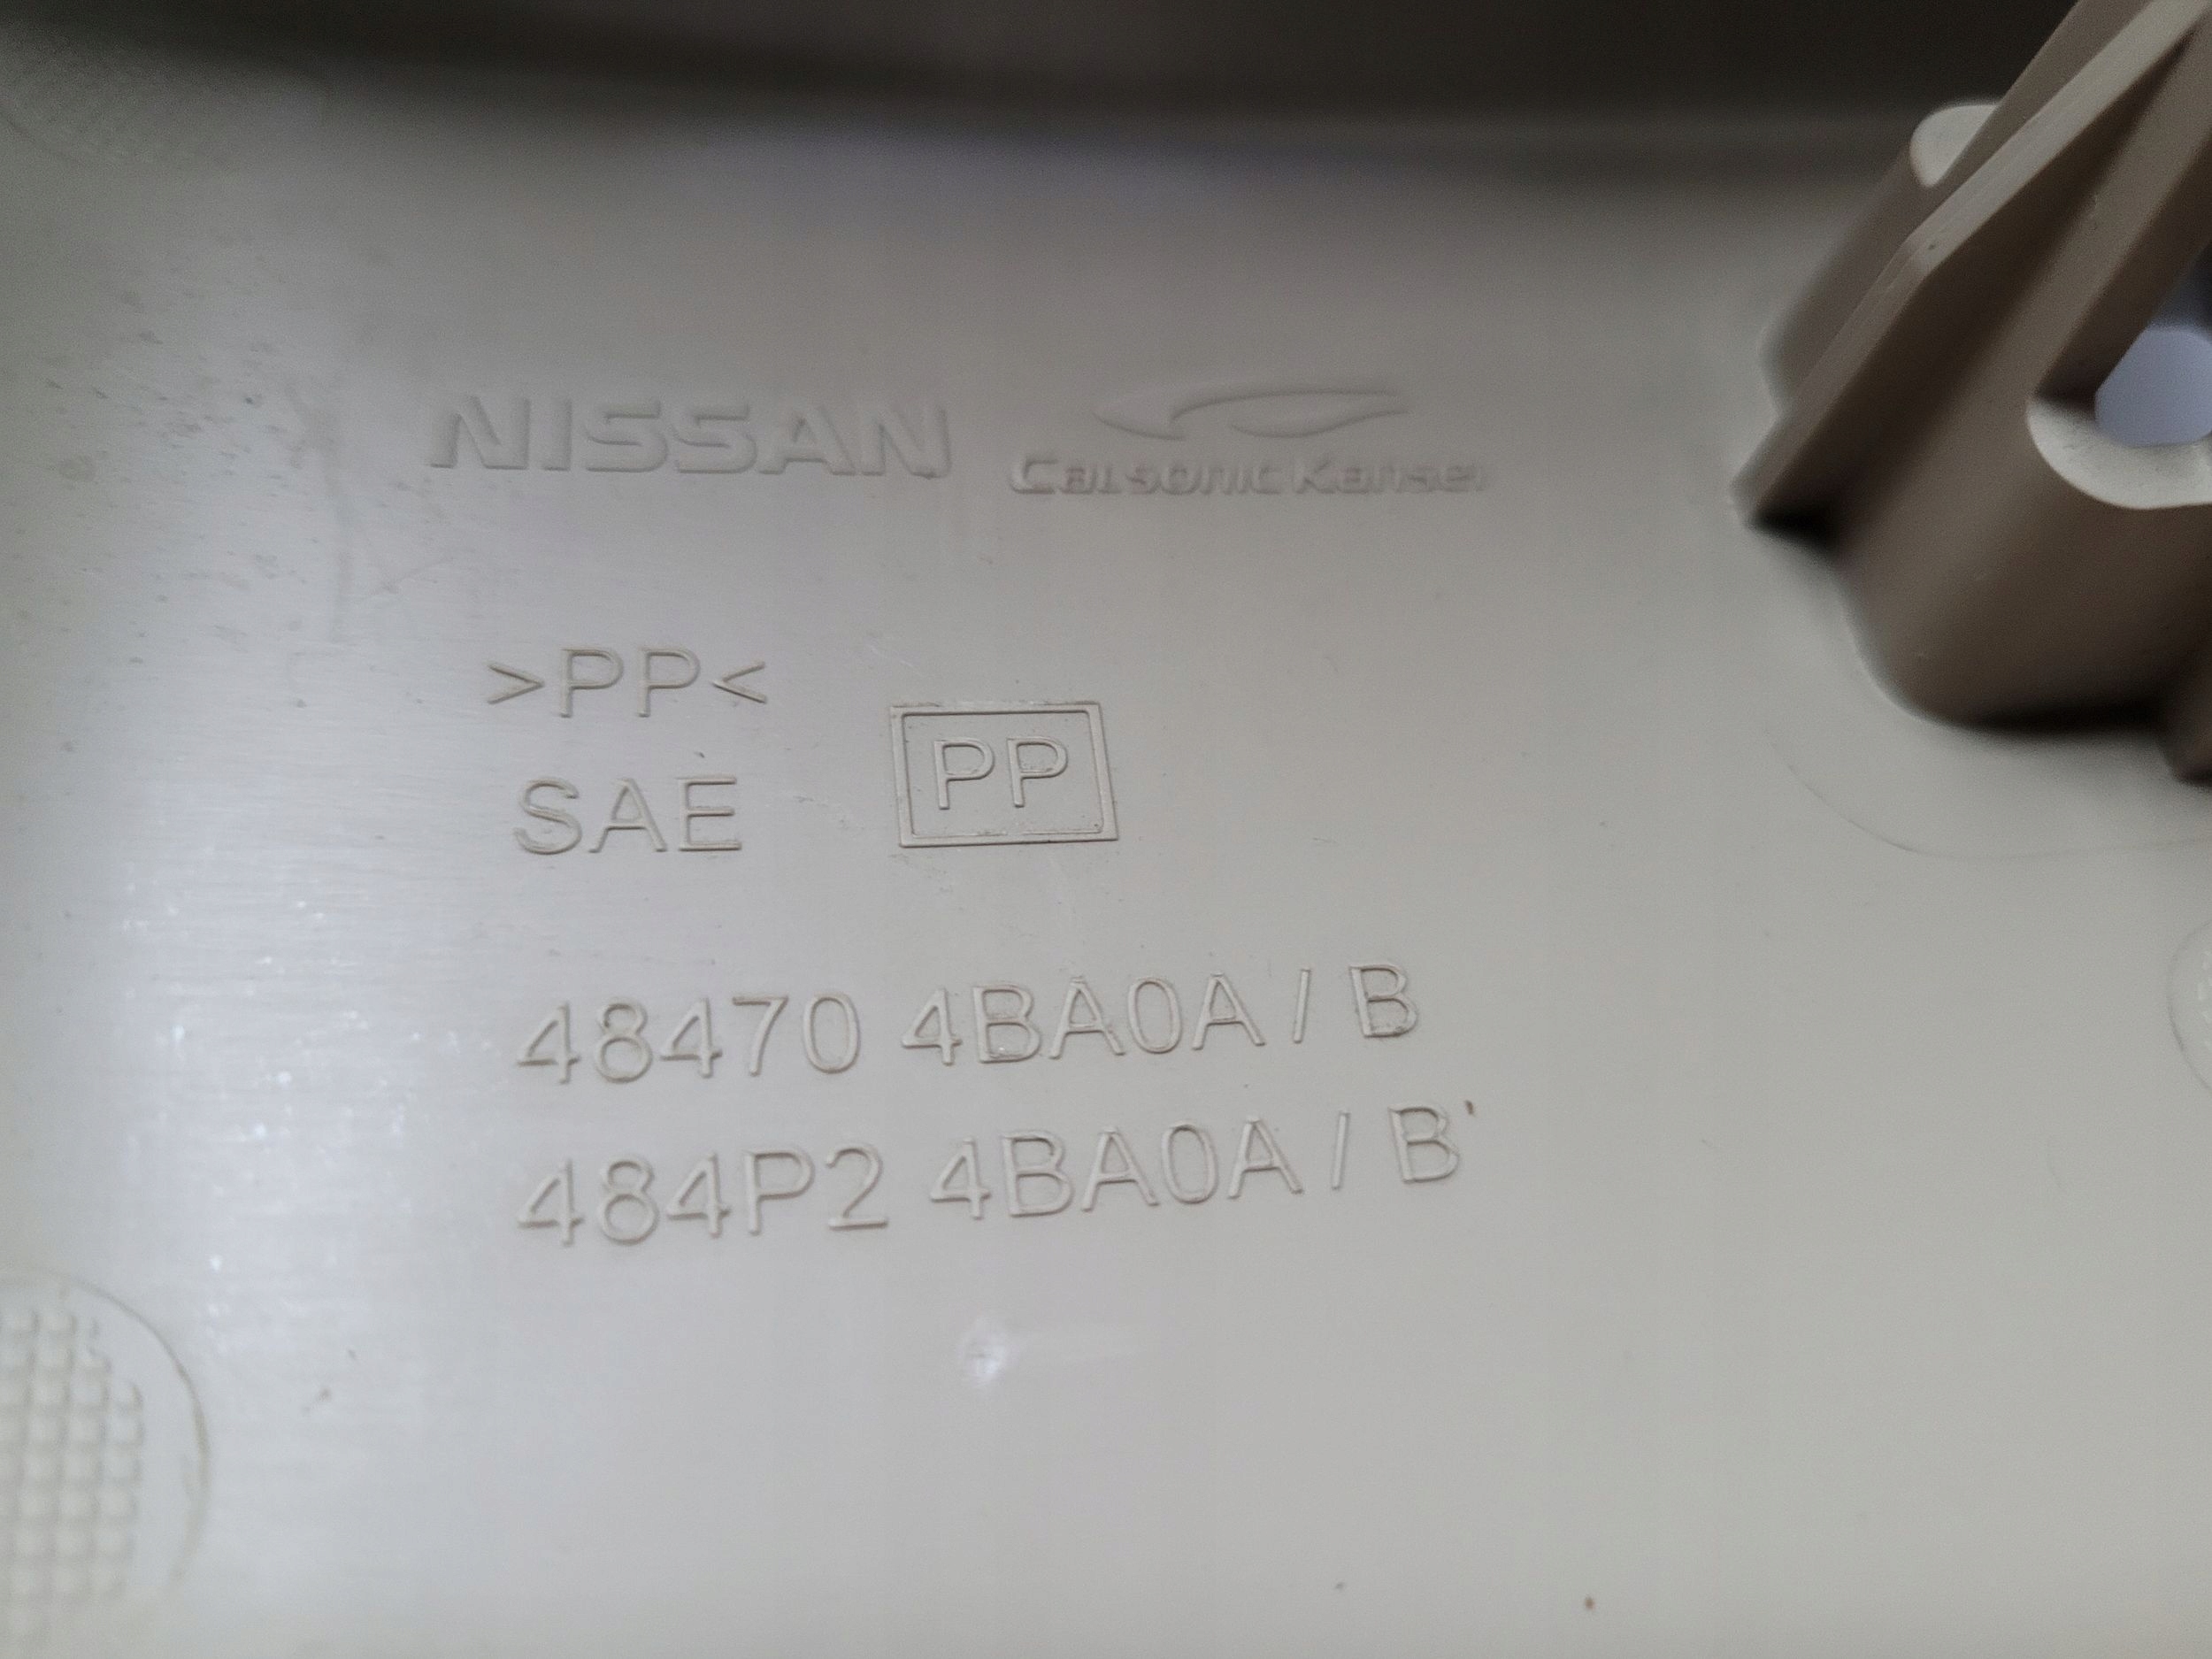 NISSAN CalsonicKansei
>PP<
SAE PP
48470 4BA0A / B
484P2 4BA0A / B